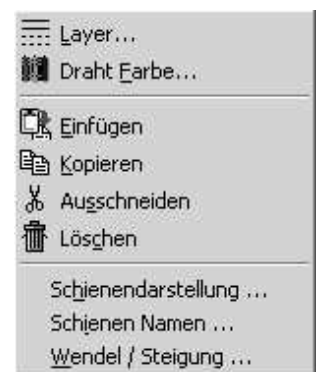 Layer...
Draht Farbe...
Einfügen
Kopieren
Ausschneiden
Löschen
Schienendarstellung ...
Schienen Namen ...
Wendel / Steigung ...